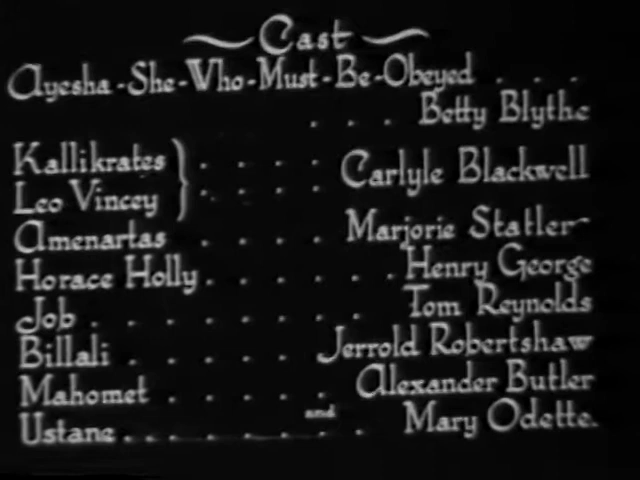 Cast
Ayesha-She-Who-Must-Be-Obeyed . . .
. . . Betty Blythe
Kallikrates } . . . . Carlyle Blackwell
Leo Vincey } . . . .
Amenartas . . . . Marjorie Statler
Horace Holly . . . . . . Henry George
Job . . . . . . . . Tom Reynolds
Billali . . . . . Jerrold Robertshaw
Mahomet . . . . . Alexander Butler
and
Ustane . . . . . . . . Mary Odette.